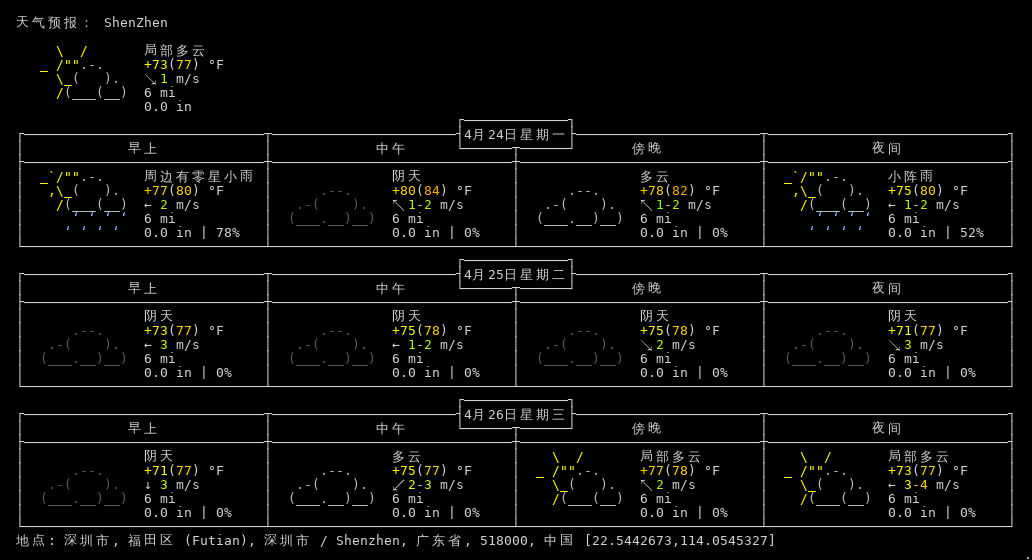 天气预报： ShenZhen
局部多云
+73(77) °F
↘ 1 m/s
6 mi
0.0 in
4月24日星期一
早上 中午 傍晚 夜间
周边有零星小雨 阴天 多云 小阵雨
+77(80) °F +80(84) °F +78(82) °F +75(80) °F
← 2 m/s ↖ 1-2 m/s ↖ 1-2 m/s ← 1-2 m/s
6 mi 6 mi 6 mi 6 mi
0.0 in | 78% 0.0 in | 0% 0.0 in | 0% 0.0 in | 52%
4月25日星期二
早上 中午 傍晚 夜间
阴天 阴天 阴天 阴天
+73(77) °F +75(78) °F +75(78) °F +71(77) °F
← 3 m/s ← 1-2 m/s ↘ 2 m/s ↘ 3 m/s
6 mi 6 mi 6 mi 6 mi
0.0 in | 0% 0.0 in | 0% 0.0 in | 0% 0.0 in | 0%
4月26日星期三
早上 中午 傍晚 夜间
阴天 多云 局部多云 局部多云
+71(77) °F +75(77) °F +77(78) °F +73(77) °F
↓ 3 m/s ↙ 2-3 m/s ↖ 2 m/s ← 3-4 m/s
6 mi 6 mi 6 mi 6 mi
0.0 in | 0% 0.0 in | 0% 0.0 in | 0% 0.0 in | 0%
地点: 深圳市, 福田区 (Futian), 深圳市 / Shenzhen, 广东省, 518000, 中国 [22.5442673,114.0545327]